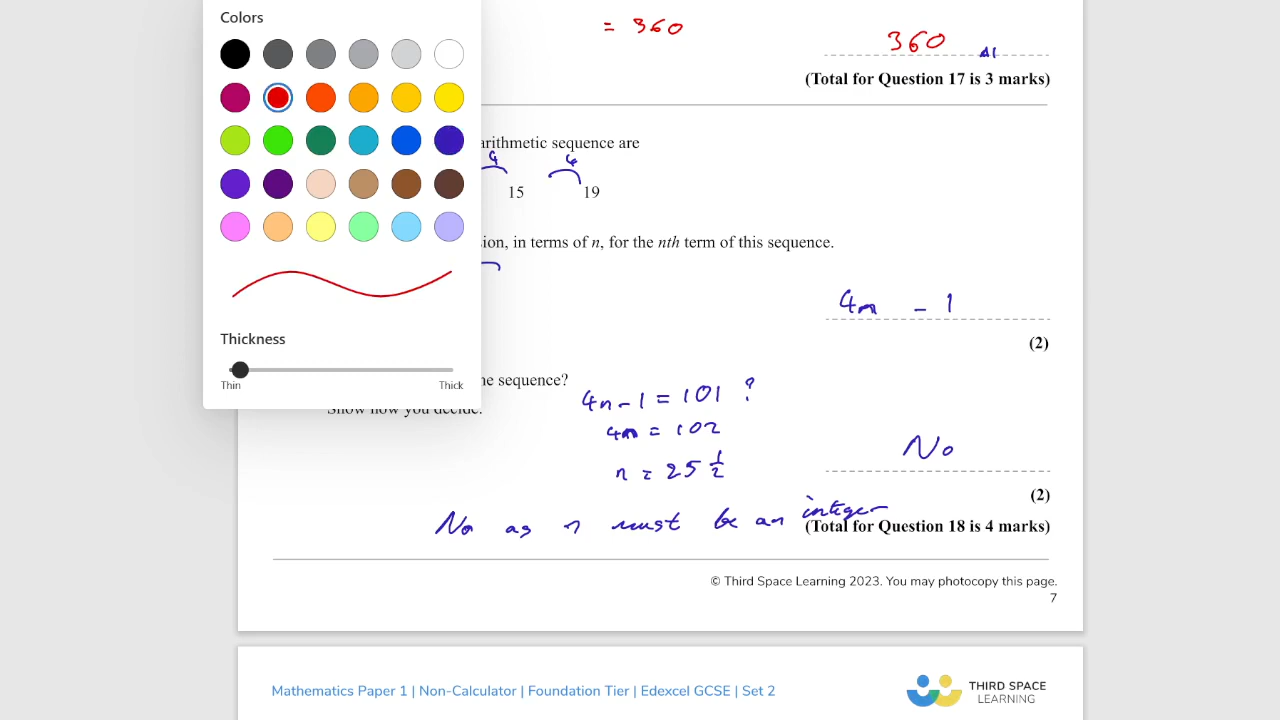 Colors
= 360
360
A1
(Total for Question 17 is 3 marks)
arithmetic sequence are
4 4
15 19
sion, in terms of n, for the nth term of this sequence.
4n - 1
(2)
Thickness
Thin Thick
he sequence?
4n - 1 = 101 ?
Show how you decide.
4n = 102
No
n = 25 1/2
(2)
No as n must be an integer
(Total for Question 18 is 4 marks)
© Third Space Learning 2023. You may photocopy this page.
7
Mathematics Paper 1 | Non-Calculator | Foundation Tier | Edexcel GCSE | Set 2
THIRD SPACE
LEARNING